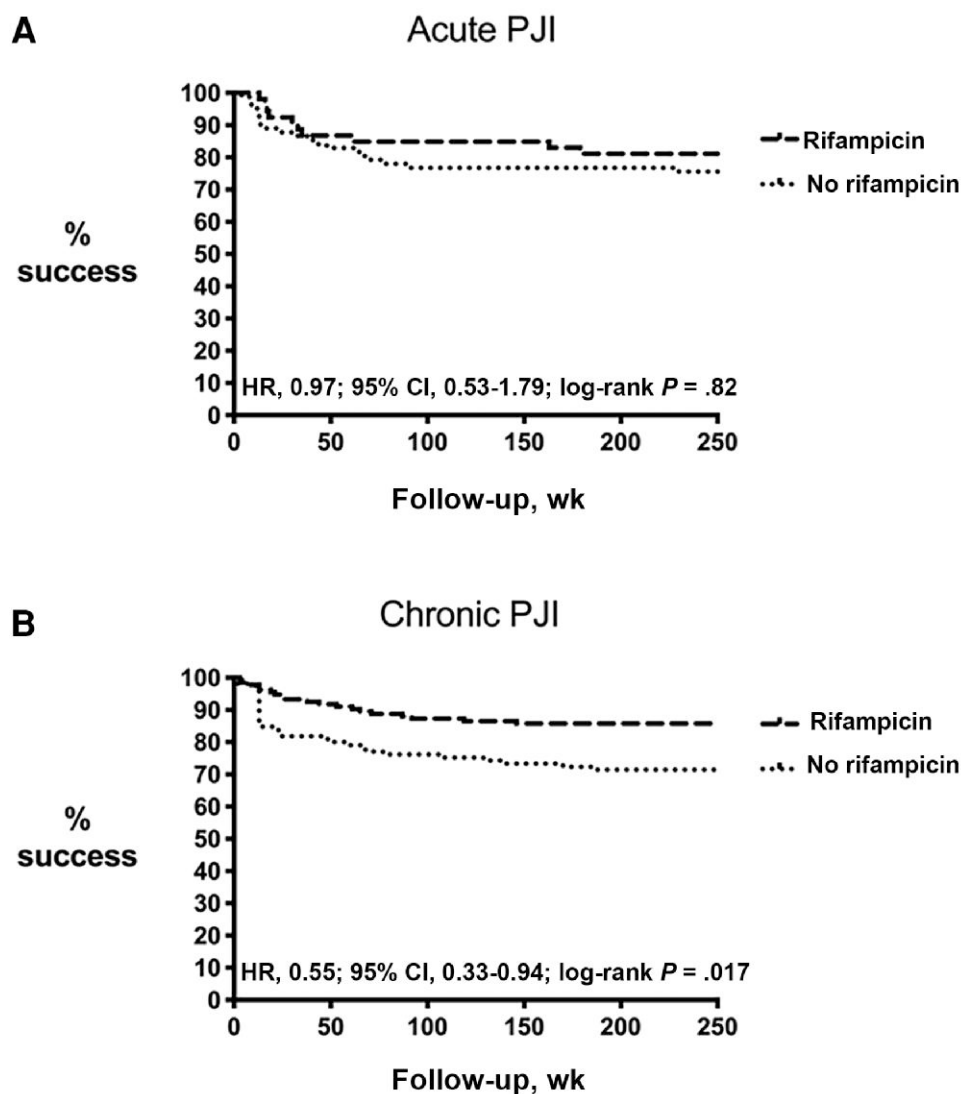 A
Acute PJI
100
90
80
70
60
50
40
30
20
10
0
%
success
Rifampicin
No rifampicin
HR, 0.97; 95% CI, 0.53-1.79; log-rank P = .82
0 50 100 150 200 250
Follow-up, wk
B
Chronic PJI
100
90
80
70
60
50
40
30
20
10
0
%
success
Rifampicin
No rifampicin
HR, 0.55; 95% CI, 0.33-0.94; log-rank P = .017
0 50 100 150 200 250
Follow-up, wk